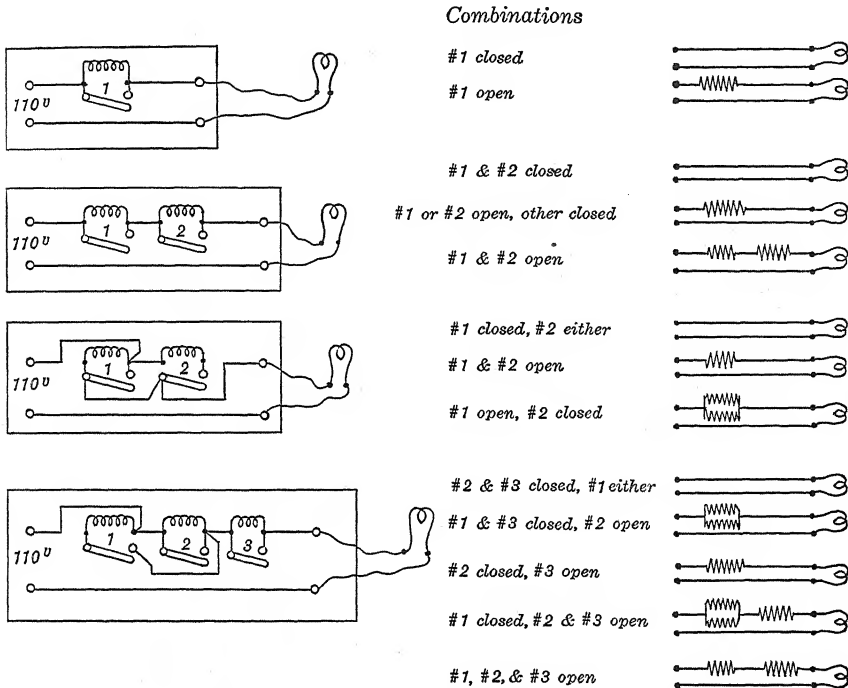 Combinations
#1 closed
#1 open
1
110v
#1 & #2 closed
#1 or #2 open, other closed
#1 & #2 open
1 2
110v
#1 closed, #2 either
#1 & #2 open
#1 open, #2 closed
1 2
110v
#2 & #3 closed, #1 either
#1 & #3 closed, #2 open
#2 closed, #3 open
#1 closed, #2 & #3 open
#1, #2, & #3 open
1 2 3
110v